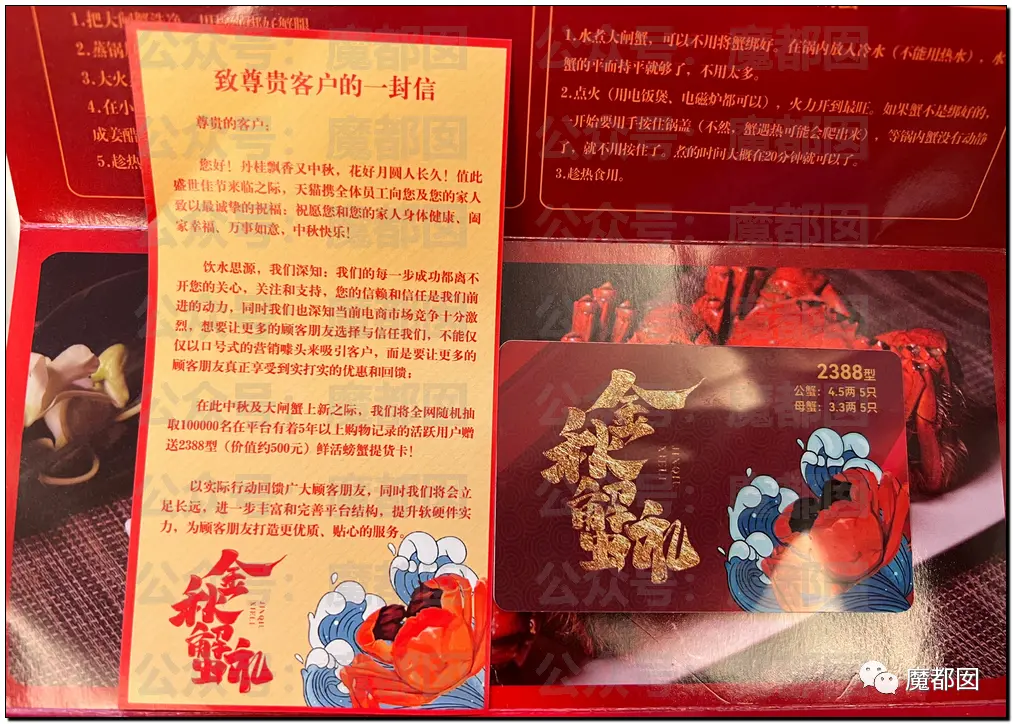 1.把大闸蟹洗净
2.蒸锅
3.大火
4.在小
成姜醋
5.趁热
致尊贵客户的一封信
尊贵的客户：
您好！丹桂飘香又中秋，花好月圆人长久！值此
盛世佳节来临之际，天猫携全体员工向您及您的家人
致以最诚挚的祝福：祝愿您和您的家人身体健康、阖
家幸福、万事如意，中秋快乐！
饮水思源，我们深知：我们的每一步成功都离不
开您的关心，关注和支持，您的信赖和信任是我们前
进的动力，同时我们也深知当前电商市场竞争十分激
烈，想要让更多的顾客朋友选择与信任我们，不能仅
仅以口号式的营销噱头来吸引客户，而是要让更多的
顾客朋友真正享受到实打实的优惠和回馈；
在此中秋及大闸蟹上新之际，我们将全网随机抽
取100000名在平台有着5年以上购物记录的活跃用户赠
送2388型（价值约500元）鲜活螃蟹提货卡！
以实际行动回馈广大顾客朋友，同时我们将会立
足长远，进一步丰富和完善平台结构，提升软硬件实
力，为顾客朋友打造更优质、贴心的服务。
金秋蟹礼
JINQIU
XIELI
1.水煮大闸蟹，可以不用将蟹绑好。在锅内放入冷水（不能用热水），水
蟹的平面持平就够了，不用太多。
2.点火（用电饭煲、电磁炉都可以），火力开到最旺。如果蟹不是绑好的，
一开始要用手按住锅盖（不然，蟹遇热可能会爬出来），等锅内蟹没有动静
了，就不用按住了。煮的时间大概在20分钟就可以了。
3.趁热食用。
2388型
公蟹：4.5两 5只
母蟹：3.3两 5只
金秋蟹礼
JINQIU
XIELI
公众号：魔都囡
魔都囡